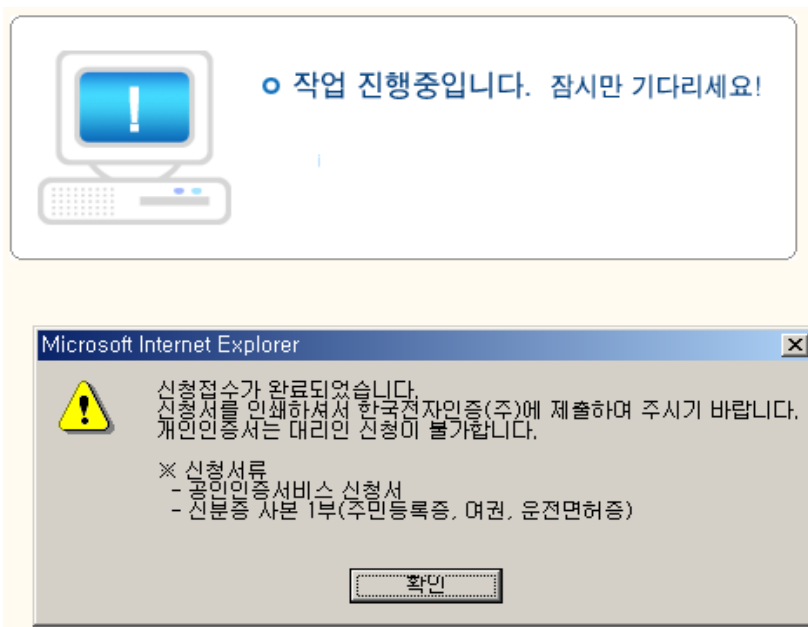 작업 진행중입니다. 잠시만 기다리세요!
Microsoft Internet Explorer
신청접수가 완료되었습니다.
신청서를 인쇄하셔서 한국전자인증(주)에 제출하여 주시기 바랍니다.
개인인증서는 대리인 신청이 불가합니다.
※ 신청서류
- 공인인증서비스 신청서
- 신분증 사본 1부(주민등록증, 여권, 운전면허증)
확인